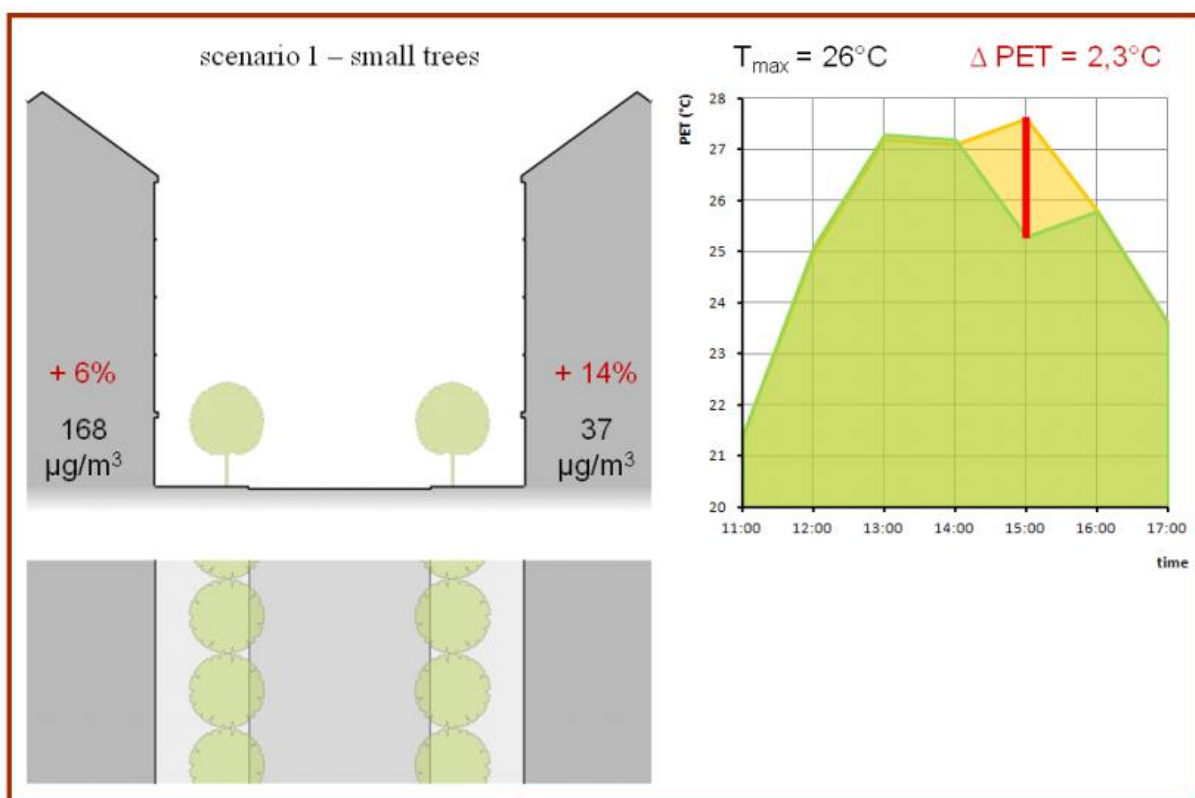 scenario 1 – small trees
+ 6%
168
µg/m³
+ 14%
37
µg/m³
Tmax = 26°C
Δ PET = 2,3°C
PET (°C)
28
27
26
25
24
23
22
21
20
11:00 12:00 13:00 14:00 15:00 16:00 17:00
time